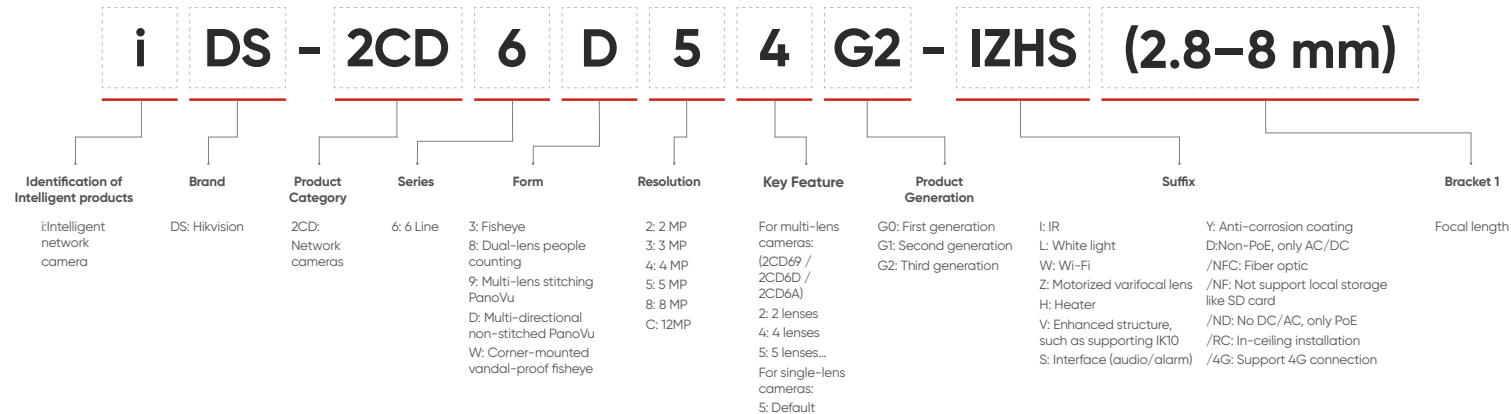 i DS - 2CD 6 D 5 4 G2 - IZHS (2.8–8 mm)
Identification of
Intelligent products
i:Intelligent
network
camera
Brand
DS: Hikvision
Product
Category
2CD:
Network
cameras
Series
6: 6 Line
Form
3: Fisheye
8: Dual-lens people
counting
9: Multi-lens stitching
PanoVu
D: Multi-directional
non-stitched PanoVu
W: Corner-mounted
vandal-proof fisheye
Resolution
2: 2 MP
3: 3 MP
4: 4 MP
5: 5 MP
8: 8 MP
C: 12MP
Key Feature
For multi-lens
cameras:
(2CD69 /
2CD6D /
2CD6A)
2: 2 lenses
4: 4 lenses
5: 5 lenses...
For single-lens
cameras:
5: Default
Product
Generation
G0: First generation
G1: Second generation
G2: Third generation
Suffix
I: IR
L: White light
W: Wi-Fi
Z: Motorized varifocal lens
H: Heater
V: Enhanced structure,
such as supporting IK10
S: Interface (audio/alarm)
Y: Anti-corrosion coating
D:Non-PoE, only AC/DC
/NFC: Fiber optic
/NF: Not support local storage
like SD card
/ND: No DC/AC, only PoE
/RC: In-ceiling installation
/4G: Support 4G connection
Bracket 1
Focal length